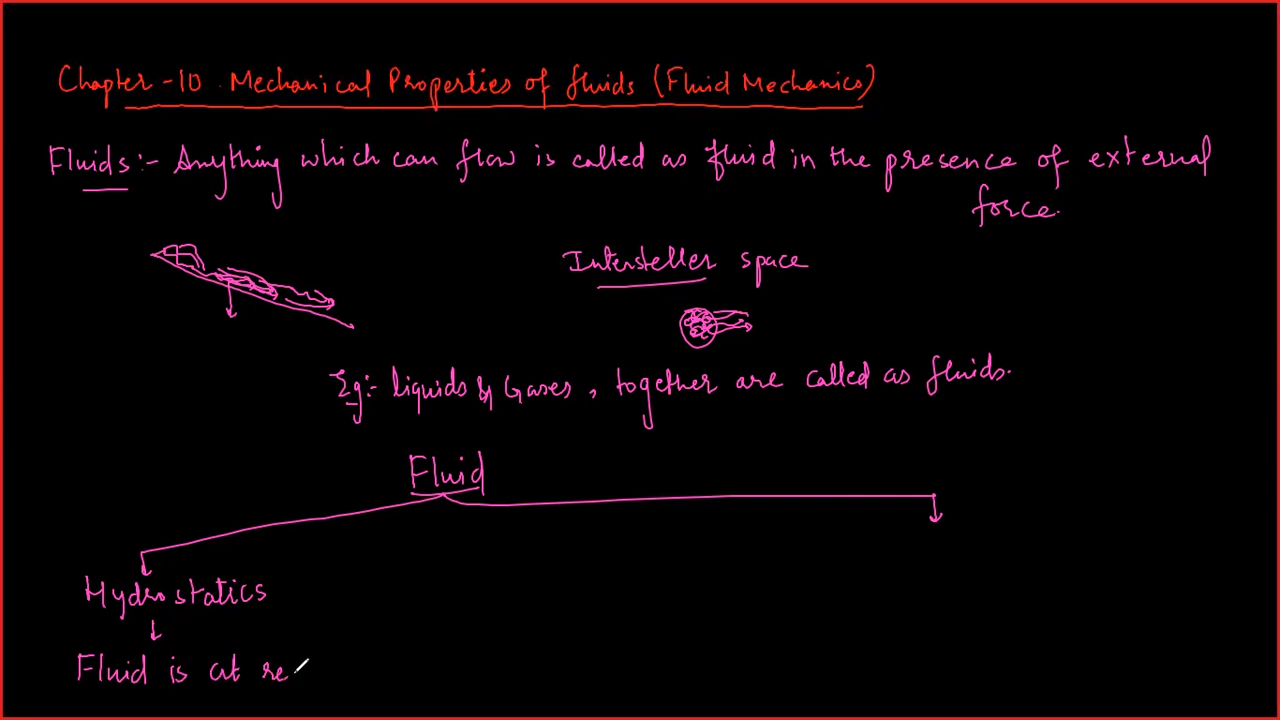 Chapter-10. Mechanical Properties of fluids (Fluid Mechanics)
Fluids:- Anything which can flow is called as fluid in the presence of external
force.
Intersteller space
Eg:- liquids & Gases, together are called as fluids.
Fluid
Hydrostatics
Fluid is at re